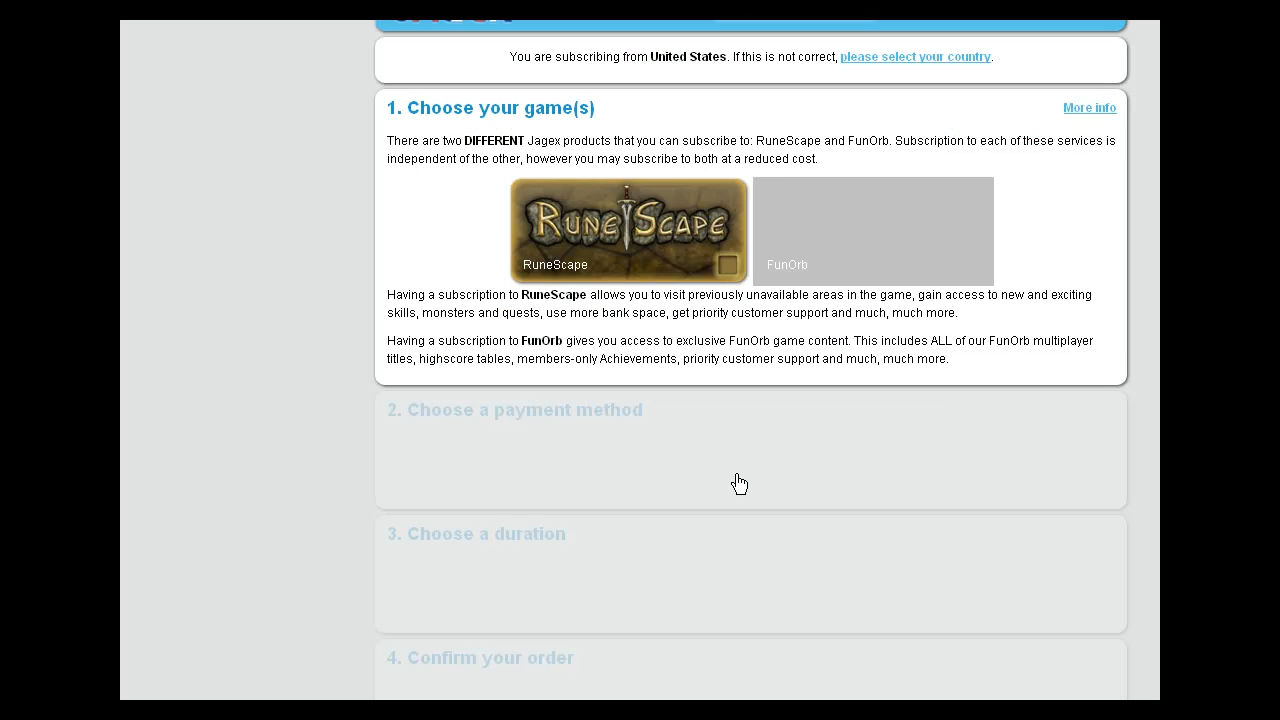 You are subscribing from United States. If this is not correct, please select your country.
1. Choose your game(s)
More info
There are two DIFFERENT Jagex products that you can subscribe to: RuneScape and FunOrb. Subscription to each of these services is
independent of the other, however you may subscribe to both at a reduced cost.
RUNESCAPE
RuneScape
FunOrb
Having a subscription to RuneScape allows you to visit previously unavailable areas in the game, gain access to new and exciting
skills, monsters and quests, use more bank space, get priority customer support and much, much more.
Having a subscription to FunOrb gives you access to exclusive FunOrb game content. This includes ALL of our FunOrb multiplayer
titles, highscore tables, members-only Achievements, priority customer support and much, much more.
2. Choose a payment method
3. Choose a duration
4. Confirm your order